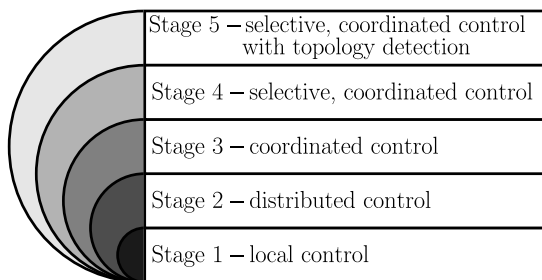 Stage 5 – selective, coordinated control
with topology detection
Stage 4 – selective, coordinated control
Stage 3 – coordinated control
Stage 2 – distributed control
Stage 1 – local control